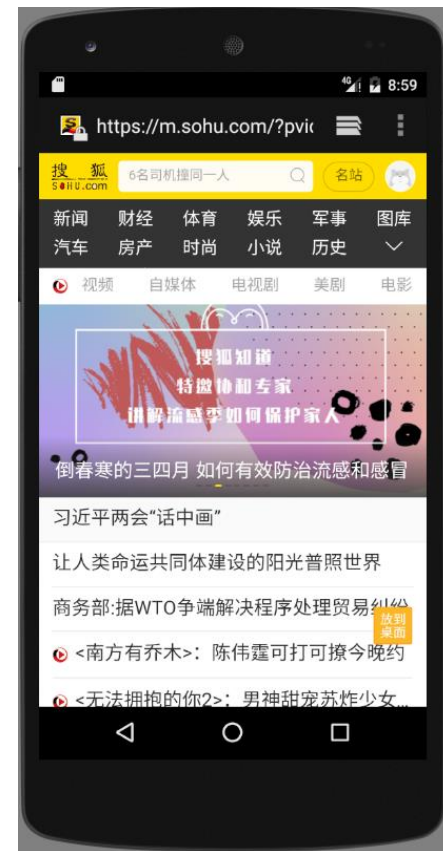 4G 8:59
https://m.sohu.com/?pvic
搜 狐 6名司机撞同一人 名站
SOHU.com
新闻 财经 体育 娱乐 军事 图库
汽车 房产 时尚 小说 历史
视频 自媒体 电视剧 美剧 电影
搜狐知道
特邀协和专家
讲解流感季如何保护家人
倒春寒的三四月 如何有效防治流感和感冒
习近平两会“话中画”
让人类命运共同体建设的阳光普照世界
商务部:据WTO争端解决程序处理贸易纠纷
放到
桌面
<南方有乔木>：陈伟霆可打可撩今晚约
<无法拥抱的你2>：男神甜宠苏炸少女...